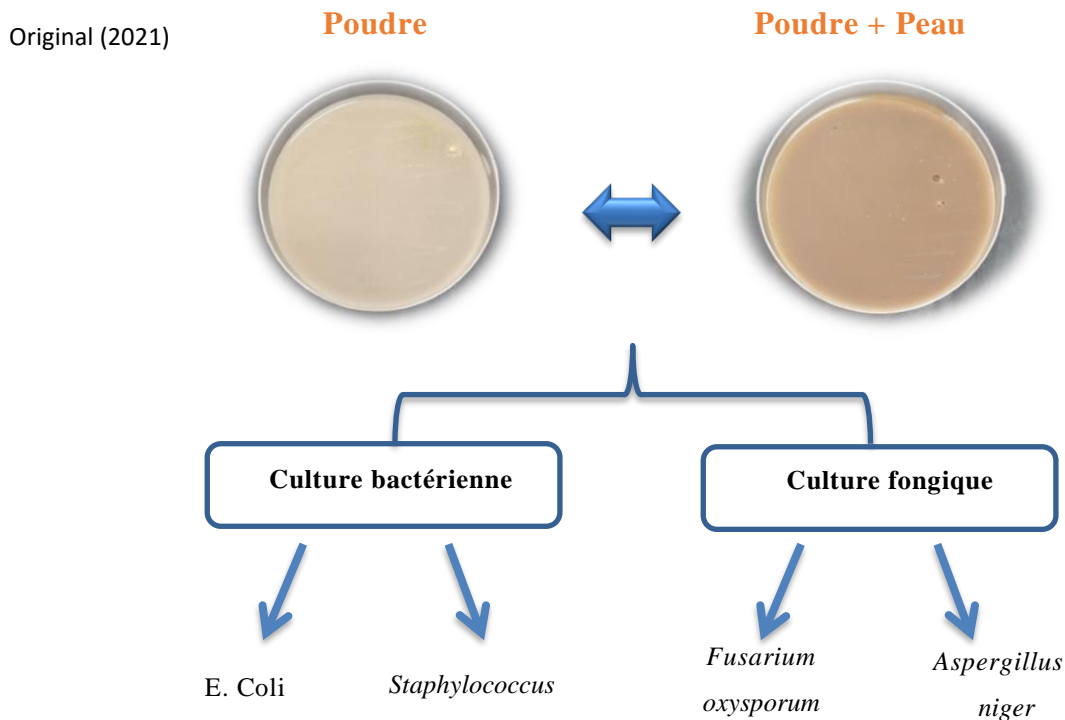 Original (2021)
Poudre
Poudre + Peau
Culture bactérienne
Culture fongique
E. Coli
Staphylococcus
Fusarium
oxysporum
Aspergillus
niger